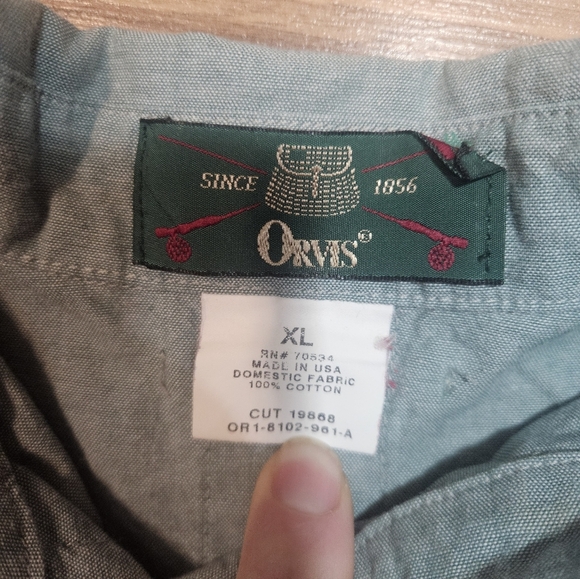 SINCE 1856
ORVIS®
XL
RN# 70534
MADE IN USA
DOMESTIC FABRIC
100% COTTON
CUT 19868
OR1-8102-961-A